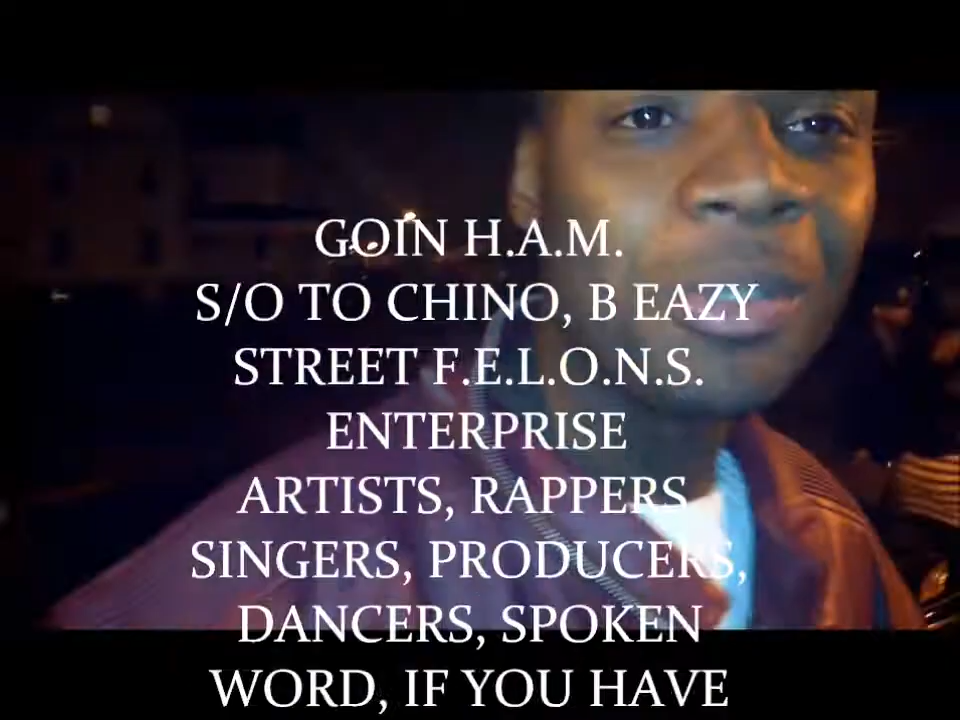 GOIN H.A.M.
S/O TO CHINO, B EAZY
STREET F.E.L.O.N.S.
ENTERPRISE
ARTISTS, RAPPERS
SINGERS, PRODUCERS,
DANCERS, SPOKEN
WORD, IF YOU HAVE